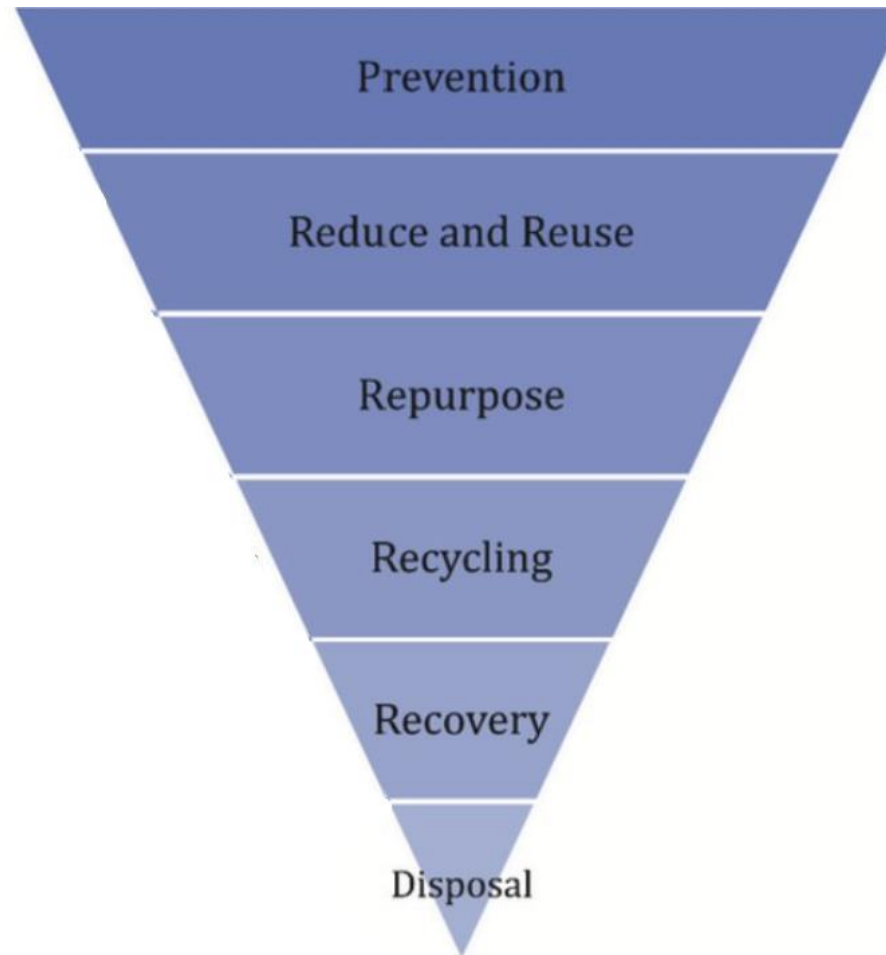 Prevention
Reduce and Reuse
Repurpose
Recycling
Recovery
Disposal